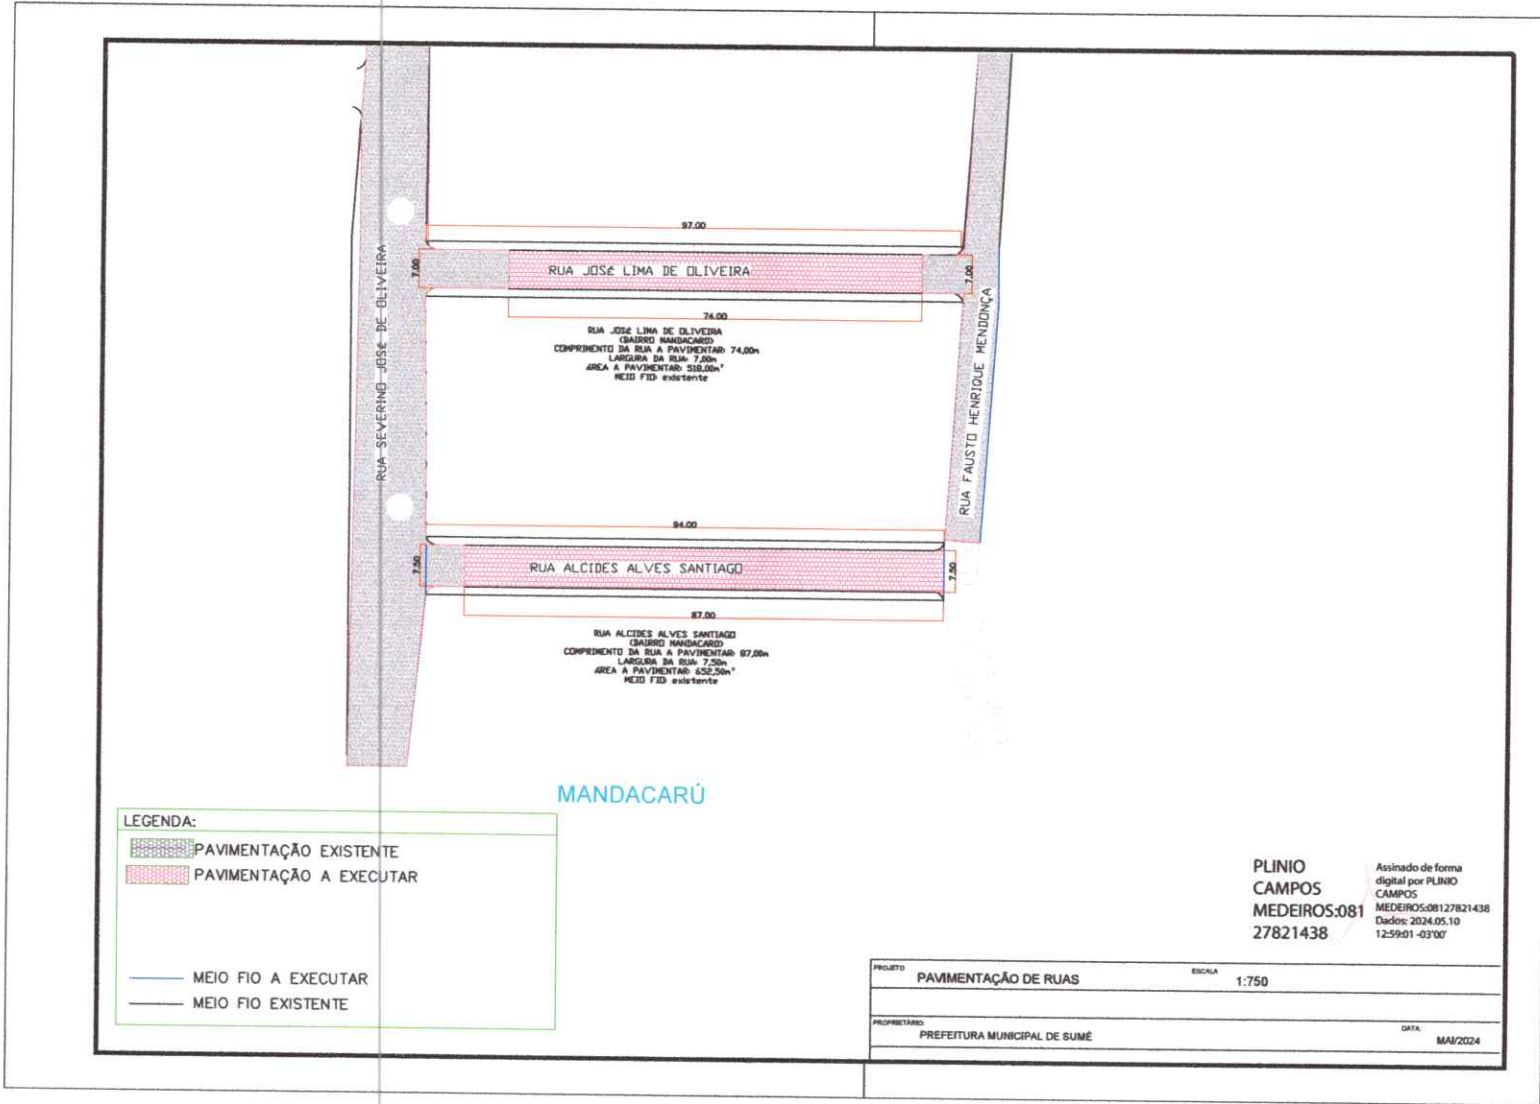 97.00
7.00
RUA JOSé LIMA DE OLIVEIRA
7.00
74.00
RUA JOSé LIMA DE OLIVEIRA
(BAIRRO MANDACARÚ)
COMPRIMENTO DA RUA A PAVIMENTAR: 74,00m
LARGURA DA RUA: 7,00m
áREA A PAVIMENTAR: 518,00m²
MEIO FIO: existente
RUA SEVERINO JOSé DE OLIVEIRA
RUA FAUSTO HENRIQUE MENDONÇA
94.00
7.50
RUA ALCIDES ALVES SANTIAGO
7.50
87.00
RUA ALCIDES ALVES SANTIAGO
(BAIRRO MANDACARÚ)
COMPRIMENTO DA RUA A PAVIMENTAR: 87,00m
LARGURA DA RUA: 7,50m
áREA A PAVIMENTAR: 652,50m²
MEIO FIO: existente
MANDACARÚ
LEGENDA:
PAVIMENTAÇÃO EXISTENTE
PAVIMENTAÇÃO A EXECUTAR
MEIO FIO A EXECUTAR
MEIO FIO EXISTENTE
PLINIO
CAMPOS
MEDEIROS:081
27821438
Assinado de forma
digital por PLINIO
CAMPOS
MEDEIROS:08127821438
Dados: 2024.05.10
12:59:01 -03'00'
PROJETO
PAVIMENTAÇÃO DE RUAS
ESCALA
1:750
PROPRIETÁRIO:
PREFEITURA MUNICIPAL DE SUMÉ
DATA:
MAI/2024